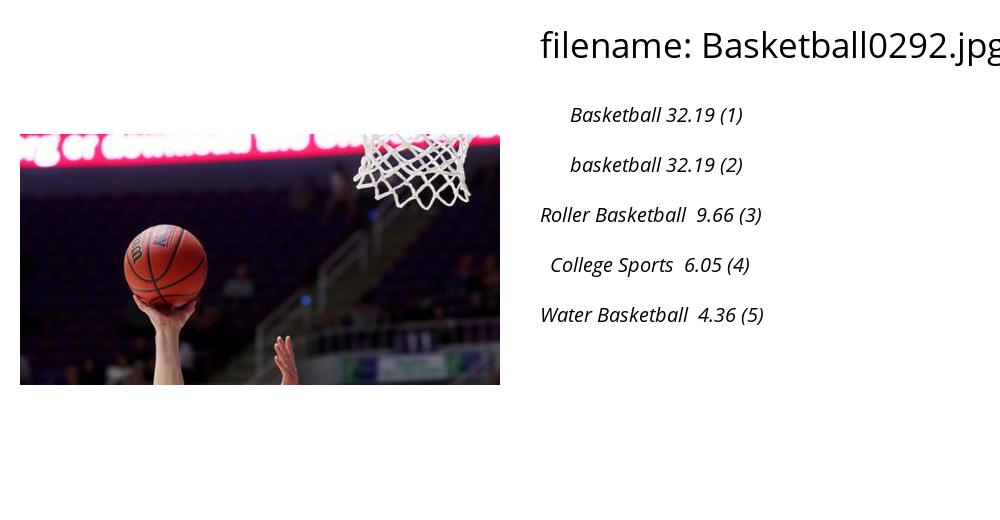 filename: Basketball0292.jpg
Basketball 32.19 (1)
basketball 32.19 (2)
Roller Basketball 9.66 (3)
College Sports 6.05 (4)
Water Basketball 4.36 (5)